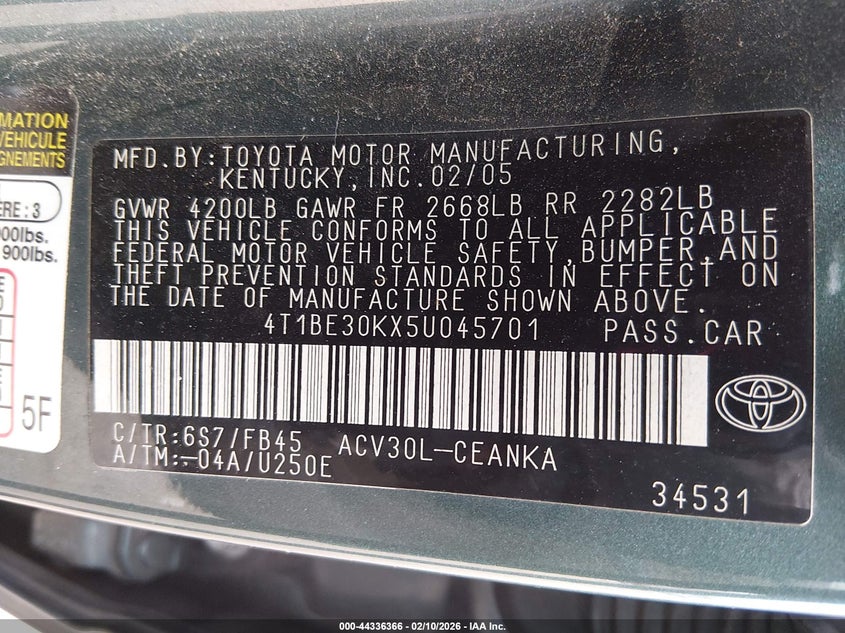 MATION
VEHICULE
GNEMENTS
ERE : 3
900lbs.
900lbs.
5F
MFD.BY:TOYOTA MOTOR MANUFACTURING,
KENTUCKY,INC.02/05
GVWR 4200LB GAWR FR 2668LB RR 2282LB
THIS VEHICLE CONFORMS TO ALL APPLICABLE
FEDERAL MOTOR VEHICLE SAFETY,BUMPER,AND
THEFT PREVENTION STANDARDS IN EFFECT ON
THE DATE OF MANUFACTURE SHOWN ABOVE.
4T1BE30KX5U045701 PASS.CAR
C/TR:6S7/FB45 ACV30L-CEANKA
A/TM:-04A/U250E
34531
000-44336366 — 02/10/2026 — IAA Inc.